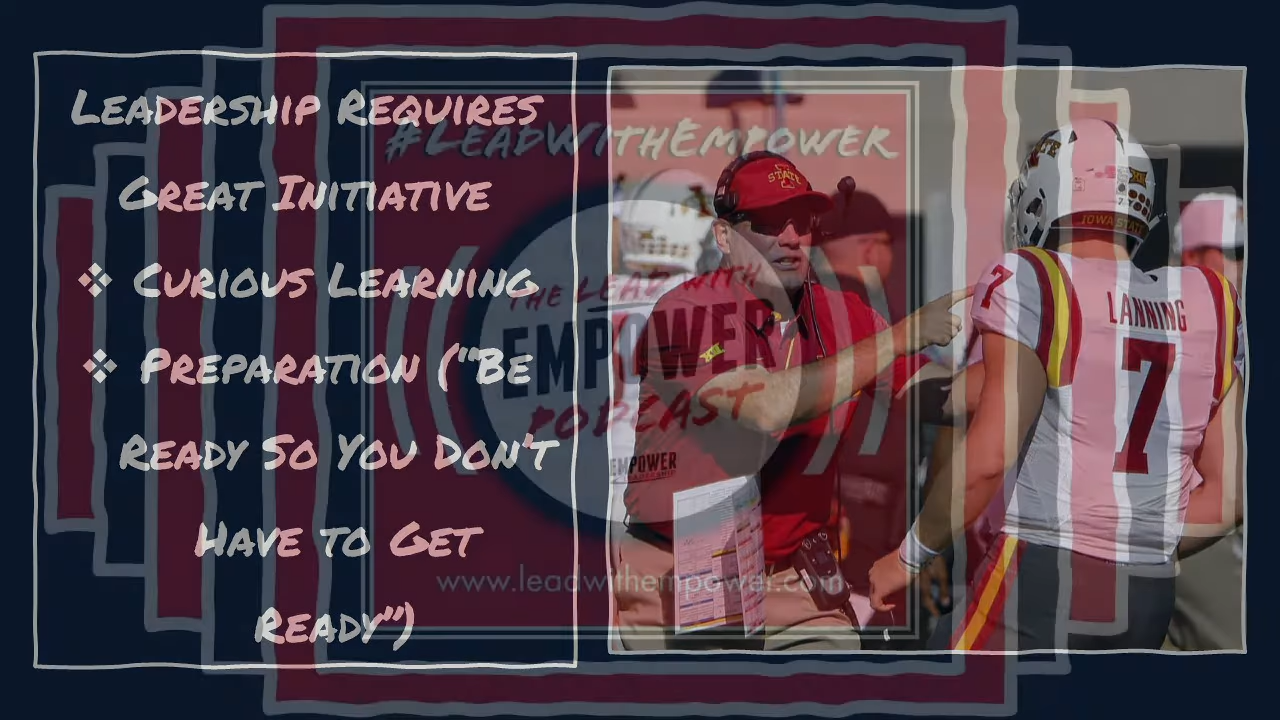 Leadership Requires
Great Initiative
❖ Curious Learning
❖ Preparation ("'Be
Ready So You Don't
Have to Get
Ready")
#LeadWithEmpower
The Lead With
Empower
Podcast
www.leadwithempower.com
STATE
IOWA STATE
7
LANNING
7
EMPOWER